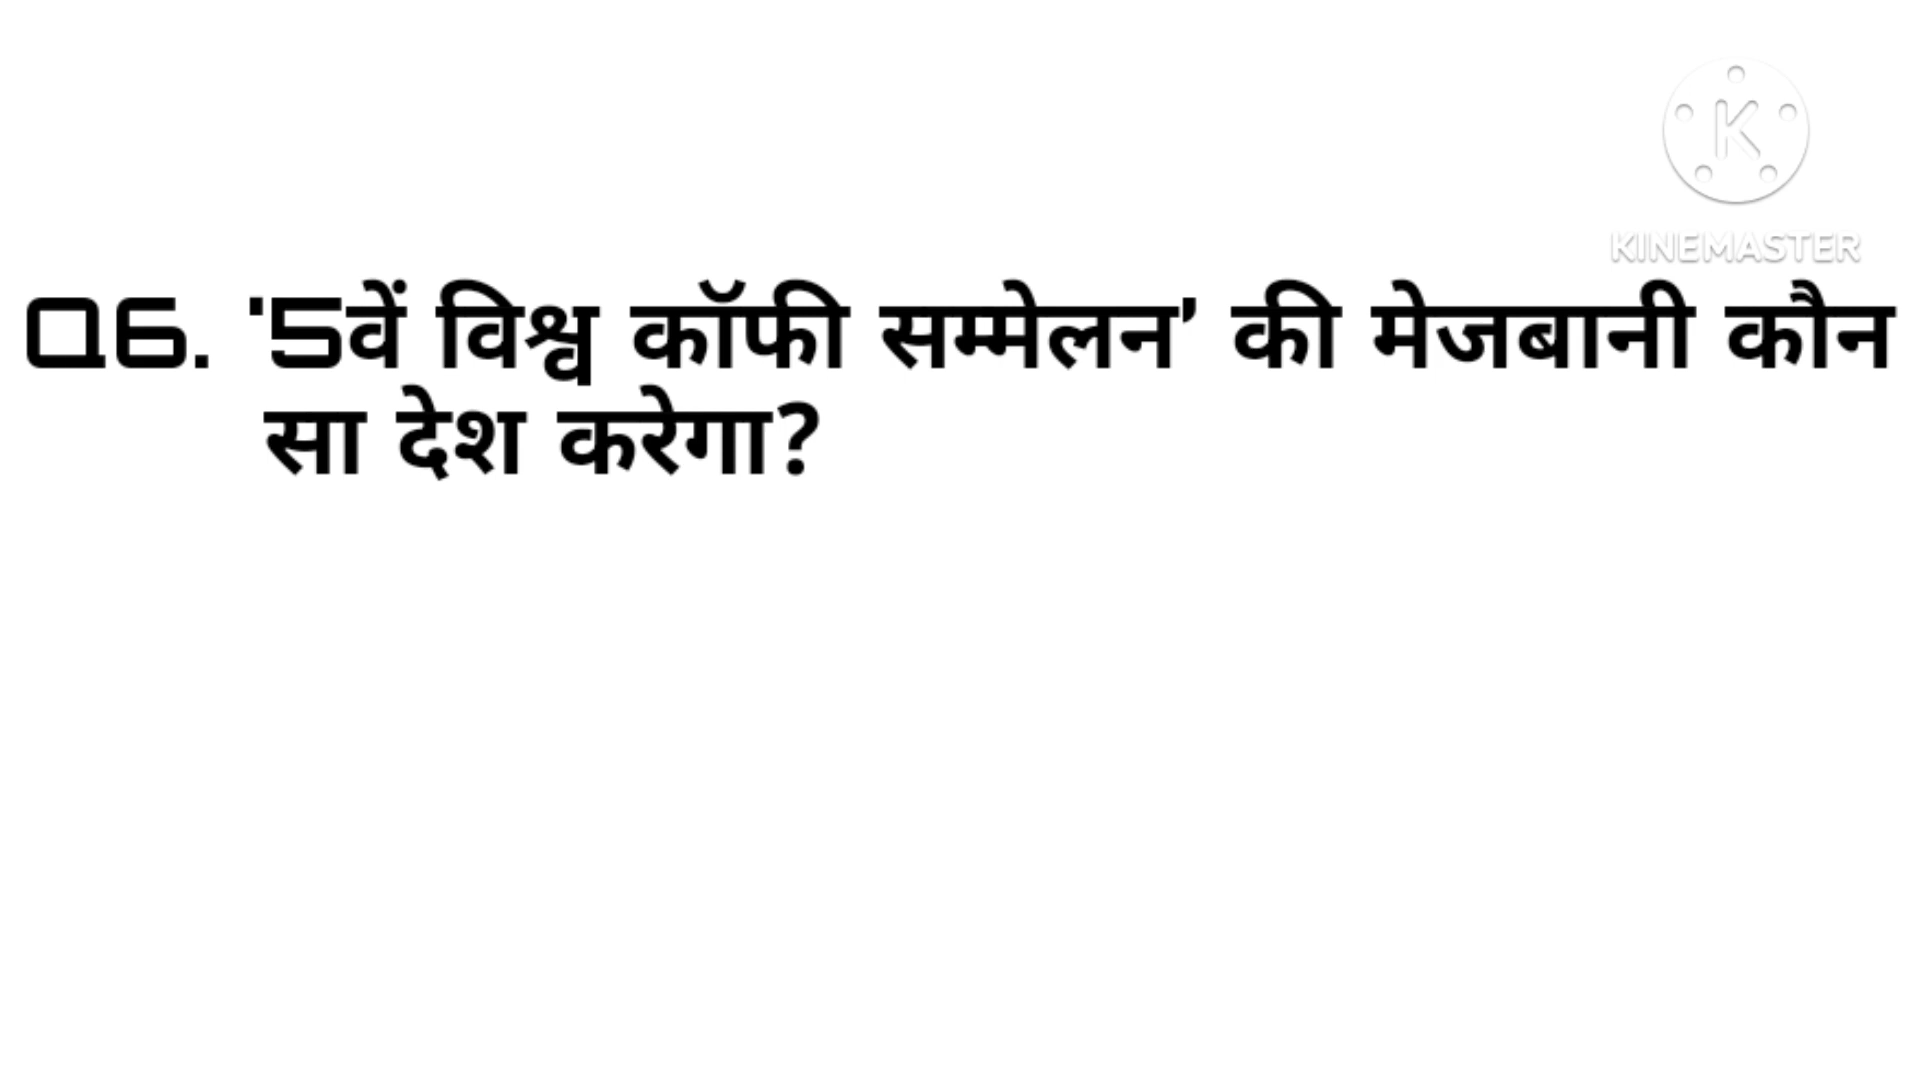 KINEMASTER
Q6. '5वें विश्व कॉफी सम्मेलन' की मेजबानी कौन
सा देश करेगा?